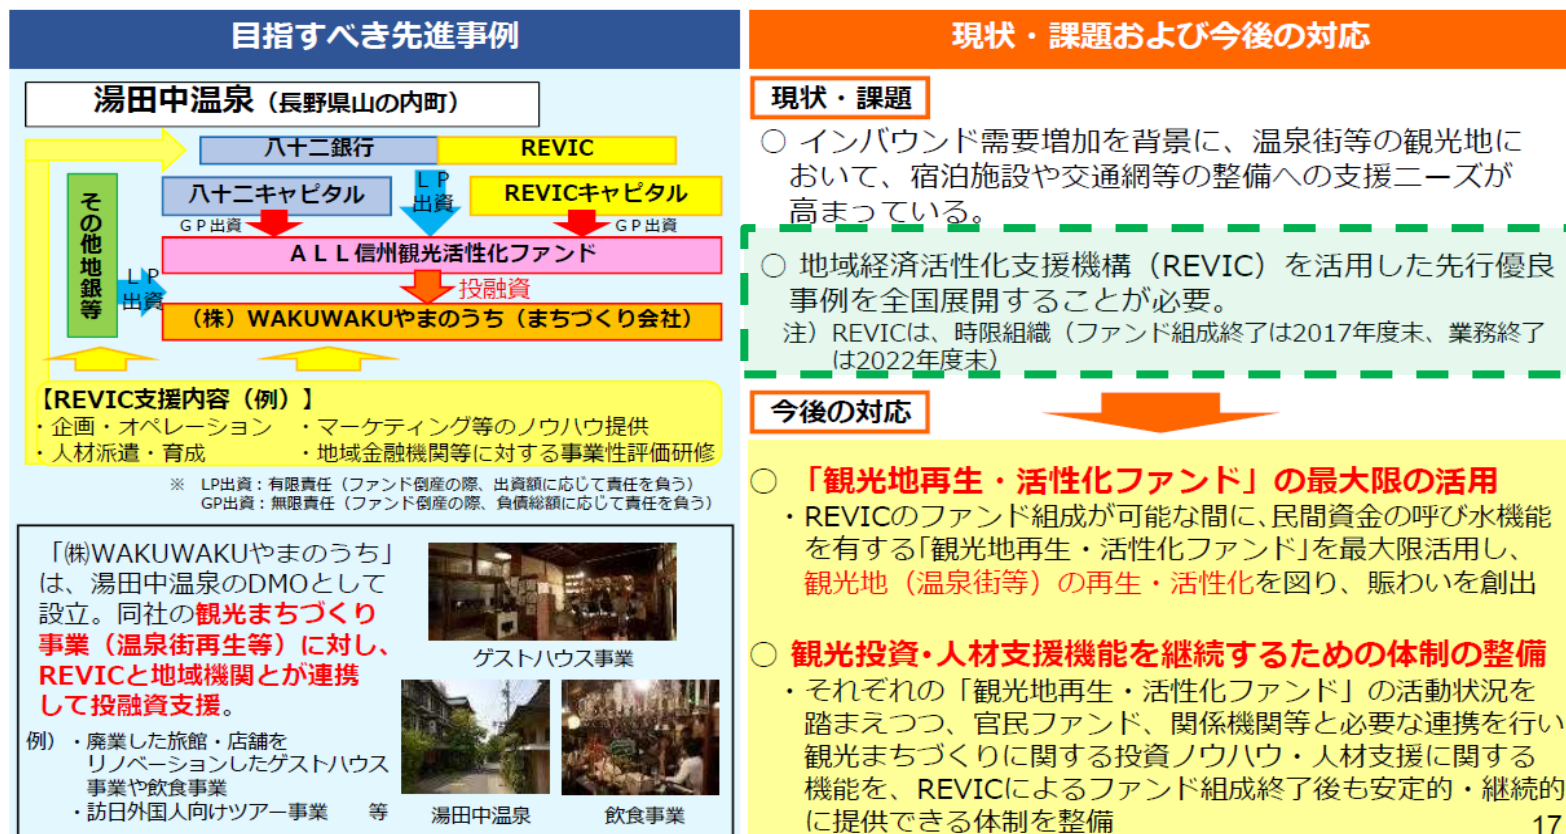 目指すべき先進事例
湯田中温泉（長野県山の内町）
八十二銀行
REVIC
その他地銀等
八十二キャピタル
ＬＰ
出資
REVICキャピタル
ＧＰ出資
ＧＰ出資
ＡＬＬ信州観光活性化ファンド
ＬＰ
出資
投融資
（株）WAKUWAKUやまのうち（まちづくり会社）
【REVIC支援内容（例）】
・企画・オペレーション　・マーケティング等のノウハウ提供
・人材派遣・育成　・地域金融機関等に対する事業性評価研修
※　LP出資：有限責任（ファンド倒産の際、出資額に応じて責任を負う）
GP出資：無限責任（ファンド倒産の際、負債総額に応じて責任を負う）
「㈱WAKUWAKUやまのうち」
は、湯田中温泉のDMOとして
設立。同社の観光まちづくり
事業（温泉街再生等）に対し、
REVICと地域機関とが連携
して投融資支援。
例）・廃業した旅館・店舗を
リノベーションしたゲストハウス
事業や飲食事業
・訪日外国人向けツアー事業　等
ゲストハウス事業
湯田中温泉
飲食事業
現状・課題および今後の対応
現状・課題
○ インバウンド需要増加を背景に、温泉街等の観光地に
おいて、宿泊施設や交通網等の整備への支援ニーズが
高まっている。
○ 地域経済活性化支援機構（REVIC）を活用した先行優良
事例を全国展開することが必要。
注）REVICは、時限組織（ファンド組成終了は2017年度末、業務終了
は2022年度末）
今後の対応
○ 「観光地再生・活性化ファンド」の最大限の活用
・REVICのファンド組成が可能な間に、民間資金の呼び水機能
を有する「観光地再生・活性化ファンド」を最大限活用し、
観光地（温泉街等）の再生・活性化を図り、賑わいを創出
○ 観光投資・人材支援機能を継続するための体制の整備
・それぞれの「観光地再生・活性化ファンド」の活動状況を
踏まえつつ、官民ファンド、関係機関等と必要な連携を行い
観光まちづくりに関する投資ノウハウ・人材支援に関する
機能を、REVICによるファンド組成終了後も安定的・継続的
に提供できる体制を整備
17